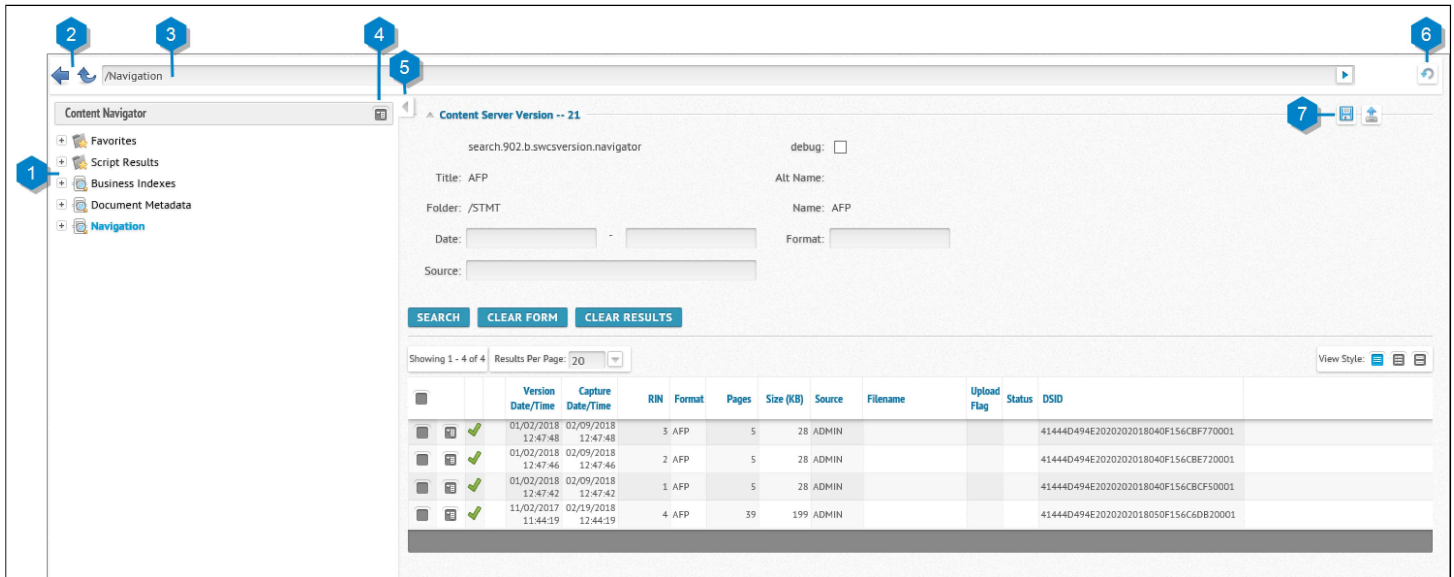 2 3 4 6
5
/Navigation
Content Navigator
Favorites
Script Results
1
Business Indexes
Document Metadata
Navigation
Content Server Version -- 21
7
search.902.b.swcsversion.navigator debug:
Title: AFP Alt Name:
Folder: /STMT Name: AFP
Date: - Format:
Source:
SEARCH CLEAR FORM CLEAR RESULTS
Showing 1 - 4 of 4 Results Per Page: 20 View Style:
Version Date/Time Capture Date/Time RIN Format Pages Size (KB) Source Filename Upload Flag Status DSID
01/02/2018 12:47:48 02/09/2018 12:47:48 3 AFP 5 28 ADMIN 41444D494E2020202018040F156CBF770001
01/02/2018 12:47:46 02/09/2018 12:47:46 2 AFP 5 28 ADMIN 41444D494E2020202018040F156CBE720001
01/02/2018 12:47:42 02/09/2018 12:47:42 1 AFP 5 28 ADMIN 41444D494E2020202018040F156CBCF50001
11/02/2017 11:44:19 02/19/2018 12:44:19 4 AFP 39 199 ADMIN 41444D494E2020202018050F156C6DB20001